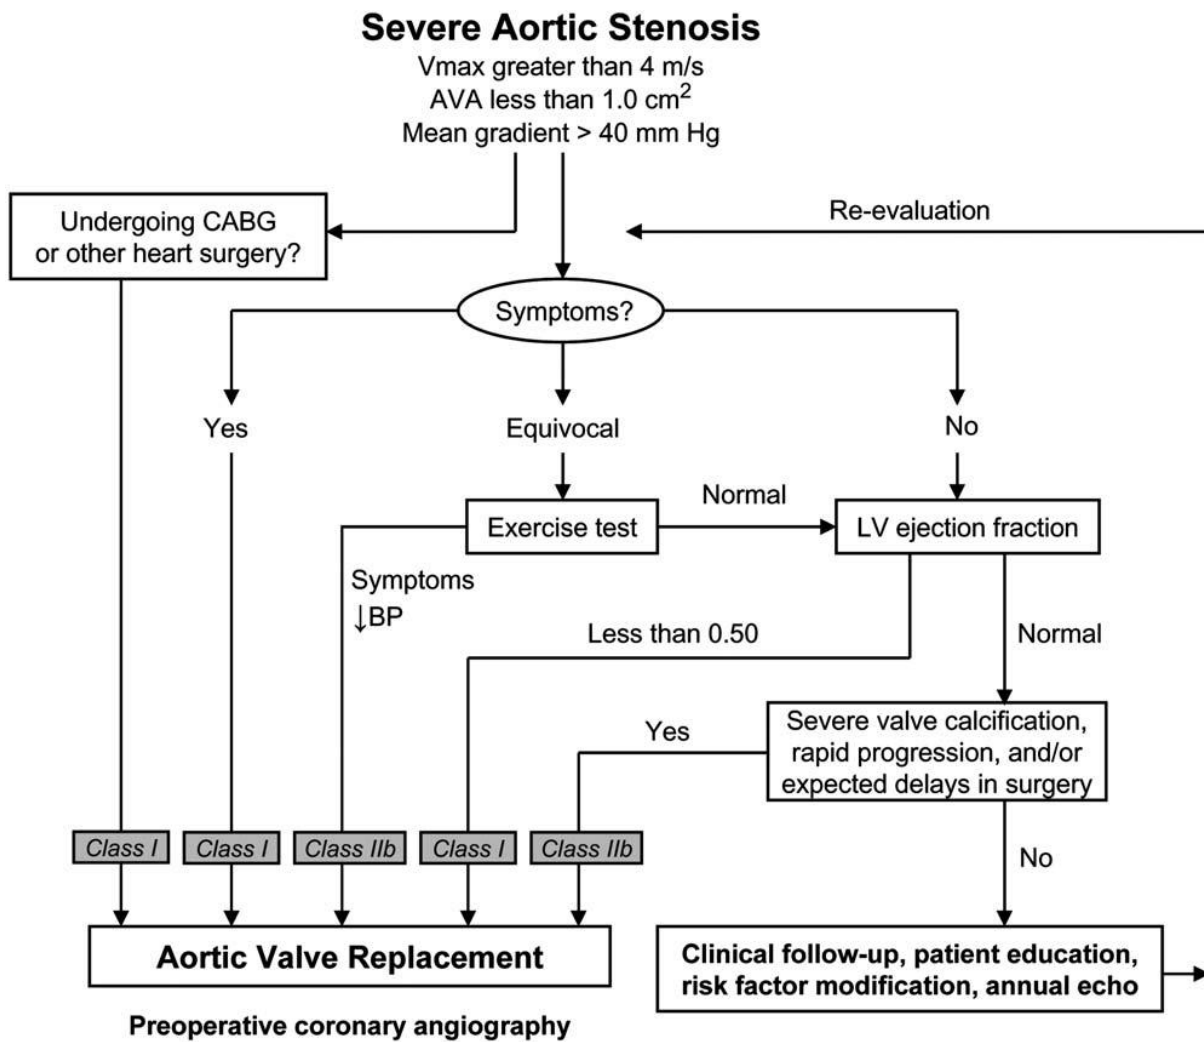 Severe Aortic Stenosis
Vmax greater than 4 m/s
AVA less than 1.0 cm²
Mean gradient > 40 mm Hg
Undergoing CABG
or other heart surgery?
Re-evaluation
Symptoms?
Yes
Equivocal
No
Exercise test
Normal
LV ejection fraction
Symptoms
↓BP
Less than 0.50
Normal
Severe valve calcification,
rapid progression, and/or
expected delays in surgery
Yes
Class I
Class I
Class IIb
Class I
Class IIb
No
Aortic Valve Replacement
Clinical follow-up, patient education,
risk factor modification, annual echo
Preoperative coronary angiography